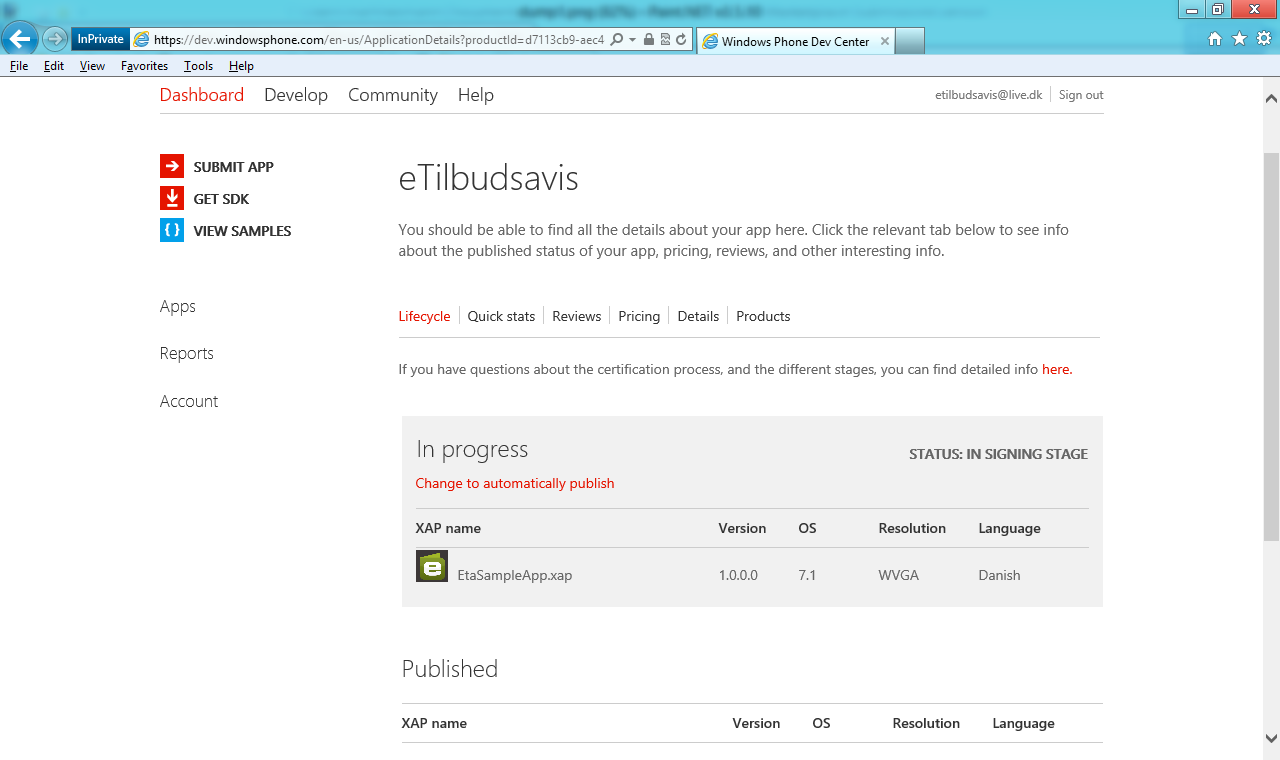 InPrivate https://dev.windowsphone.com/en-us/ApplicationDetails?productId=d7113cb9-aec4 Windows Phone Dev Center
File Edit View Favorites Tools Help
Dashboard Develop Community Help etilbudsavis@live.dk Sign out
SUBMIT APP
GET SDK
VIEW SAMPLES
Apps
Reports
Account
eTilbudsavis
You should be able to find all the details about your app here. Click the relevant tab below to see info
about the published status of your app, pricing, reviews, and other interesting info.
Lifecycle Quick stats Reviews Pricing Details Products
If you have questions about the certification process, and the different stages, you can find detailed info here.
In progress STATUS: IN SIGNING STAGE
Change to automatically publish
XAP name Version OS Resolution Language
e EtaSampleApp.xap 1.0.0.0 7.1 WVGA Danish
Published
XAP name Version OS Resolution Language